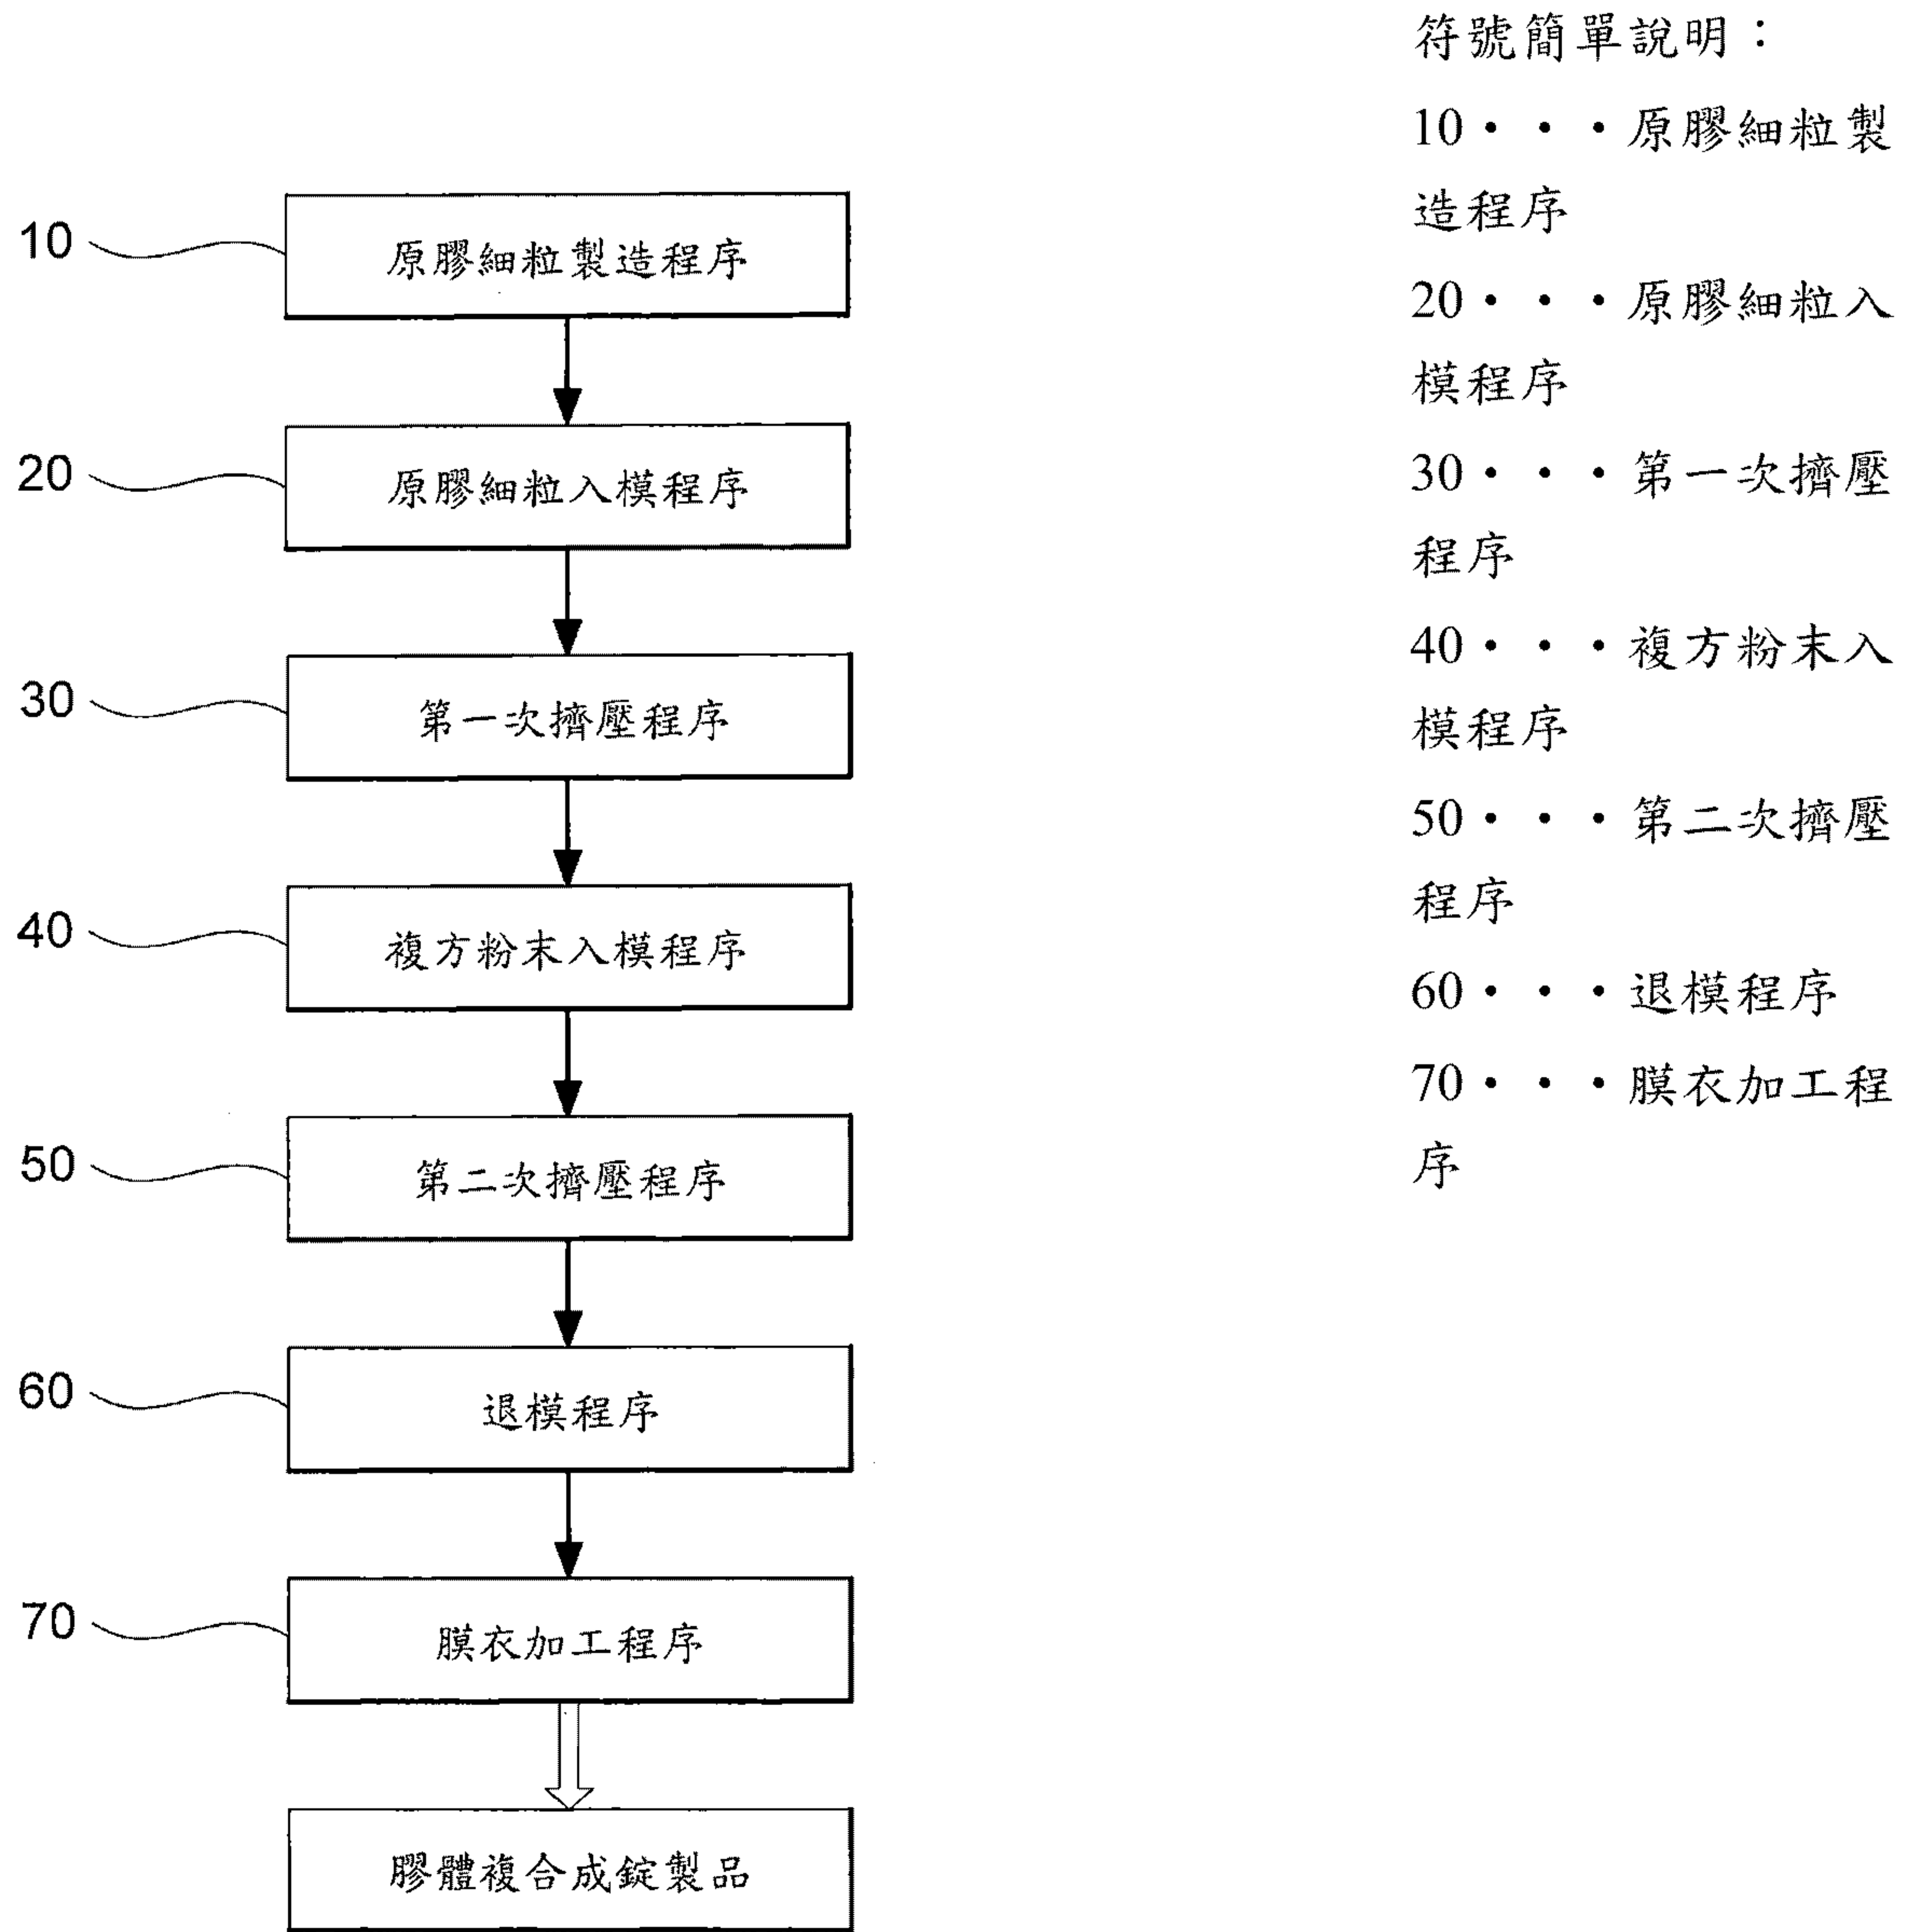 10
原膠細粒製造程序
20
原膠細粒入模程序
30
第一次擠壓程序
40
複方粉末入模程序
50
第二次擠壓程序
60
退模程序
70
膜衣加工程序
膠體複合成錠製品
符號簡單說明：
10・・・原膠細粒製
造程序
20・・・原膠細粒入
模程序
30・・・第一次擠壓
程序
40・・・複方粉末入
模程序
50・・・第二次擠壓
程序
60・・・退模程序
70・・・膜衣加工程
序